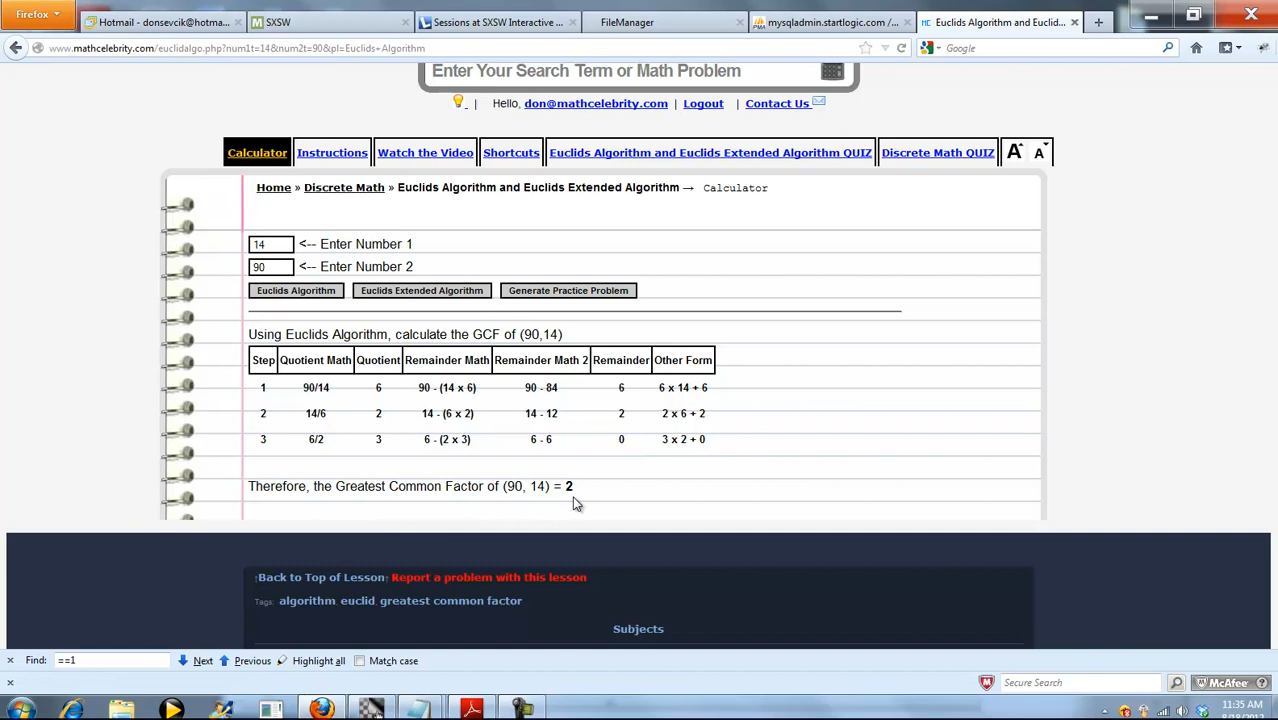 Firefox
Hotmail - donsevcik@hotma...
SXSW
Sessions at SXSW Interactive ...
FileManager
mysqladmin.startlogic.com /...
Euclids Algorithm and Euclid...
www.mathcelebrity.com/euclidalgo.php?num1t=14&num2t=90&pl=Euclids+Algorithm
Google
Enter Your Search Term or Math Problem
| Hello, don@mathcelebrity.com | Logout | Contact Us
Calculator Instructions Watch the Video Shortcuts Euclids Algorithm and Euclids Extended Algorithm QUIZ Discrete Math QUIZ A A
Home » Discrete Math » Euclids Algorithm and Euclids Extended Algorithm → Calculator
14 <-- Enter Number 1
90 <-- Enter Number 2
Euclids Algorithm Euclids Extended Algorithm Generate Practice Problem
Using Euclids Algorithm, calculate the GCF of (90,14)
Step Quotient Math Quotient Remainder Math Remainder Math 2 Remainder Other Form
1 90/14 6 90 - (14 x 6) 90 - 84 6 6 x 14 + 6
2 14/6 2 14 - (6 x 2) 14 - 12 2 2 x 6 + 2
3 6/2 3 6 - (2 x 3) 6 - 6 0 3 x 2 + 0
Therefore, the Greatest Common Factor of (90, 14) = 2
↑Back to Top of Lesson↑ Report a problem with this lesson
Tags: algorithm, euclid, greatest common factor
Subjects
× Find: ==1 Next Previous Highlight all Match case
× Secure Search McAfee
11:35 AM
8/18/2012